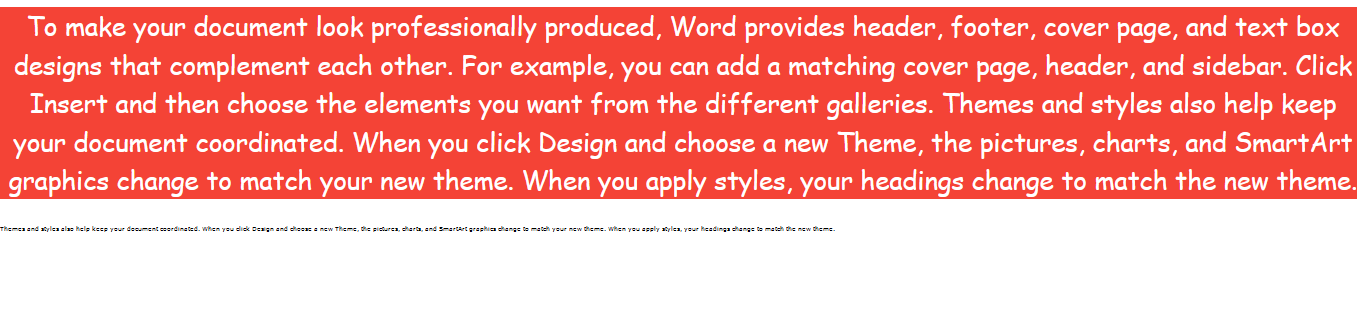 To make your document look professionally produced, Word provides header, footer, cover page, and text box
designs that complement each other. For example, you can add a matching cover page, header, and sidebar. Click
Insert and then choose the elements you want from the different galleries. Themes and styles also help keep
your document coordinated. When you click Design and choose a new Theme, the pictures, charts, and SmartArt
graphics change to match your new theme. When you apply styles, your headings change to match the new theme.
Themes and styles also help keep your document coordinated. When you click Design and choose a new Theme, the pictures, charts, and SmartArt graphics change to match your new theme. When you apply styles, your headings change to match the new theme.